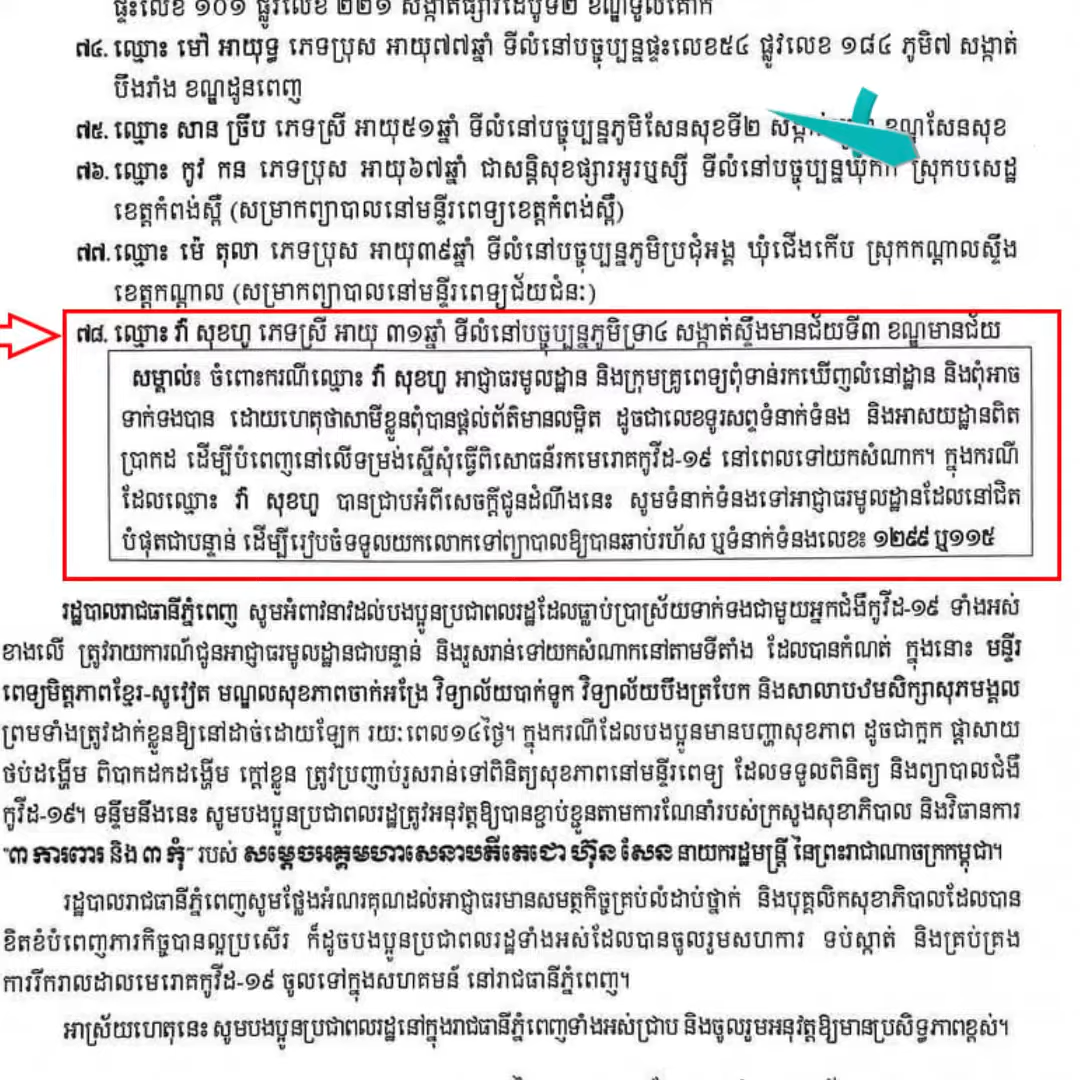 ផ្ទះលេខ ១០១ ផ្លូវលេខ ២២១ សង្កាត់ផ្សារដេប៉ូទី២ ខណ្ឌទួលគោក
៧៤. ឈ្មោះ មៅ អាយុទ្ធ ភេទប្រុស អាយុ៧៧ឆ្នាំ ទីលំនៅបច្ចុប្បន្នផ្ទះលេខ៥៤ ផ្លូវលេខ ១៨៤ ភូមិ៧ សង្កាត់
បឹងរាំង ខណ្ឌដូនពេញ
៧៥. ឈ្មោះ សាន ច្រឹប ភេទស្រី អាយុ៥១ឆ្នាំ ទីលំនៅបច្ចុប្បន្នភូមិសែនសុខទី២ ខណ្ឌសែនសុខ
៧៦. ឈ្មោះ កូវ កន ភេទប្រុស អាយុ៦៧ឆ្នាំ ជាសន្តិសុខផ្សារអូរឬស្សី ទីលំនៅបច្ចុប្បន្នឃុំ ស្រុកបសេដ្ឋ
ខេត្តកំពង់ស្ពឺ (សម្រាកព្យាបាលនៅមន្ទីរពេទ្យខេត្តកំពង់ស្ពឺ)
៧៧. ឈ្មោះ ម៉េ តុលា ភេទប្រុស អាយុ៣៩ឆ្នាំ ទីលំនៅបច្ចុប្បន្នភូមិប្រជុំអង្គ ឃុំជើងកើប ស្រុកកណ្តាលស្ទឹង
ខេត្តកណ្តាល (សម្រាកព្យាបាលនៅមន្ទីរពេទ្យជ័យជំនះ)
៧៨. ឈ្មោះ វ៉ា សុខហួ ភេទស្រី អាយុ ៣១ឆ្នាំ ទីលំនៅបច្ចុប្បន្នភូមិទ្រា៤ សង្កាត់ស្ទឹងមានជ័យទី៣ ខណ្ឌមានជ័យ
សម្គាល់៖ ចំពោះករណីឈ្មោះ វ៉ា សុខហួ អាជ្ញាធរមូលដ្ឋាន និងក្រុមគ្រូពេទ្យពុំទាន់រកឃើញលំនៅដ្ឋាន និងពុំអាច
ទាក់ទងបាន ដោយហេតុថាសាមីខ្លួនពុំបានផ្តល់ព័ត៌មានលម្អិត ដូចជាលេខទូរសព្ទទំនាក់ទំនង និងអាសយដ្ឋានពិត
ប្រាកដ ដើម្បីបំពេញនៅលើទម្រង់ស្នើសុំធ្វើពិសោធន៍រកមេរោគកូវីដ-១៩ នៅពេលទៅយកសំណាក។ ក្នុងករណី
ដែលឈ្មោះ វ៉ា សុខហួ បានជ្រាបអំពីសេចក្តីជូនដំណឹងនេះ សូមទំនាក់ទំនងទៅអាជ្ញាធរមូលដ្ឋានដែលនៅជិត
បំផុតជាបន្ទាន់ ដើម្បីរៀបចំទទួលយកលោកទៅព្យាបាលឱ្យបានឆាប់រហ័ស ឬទំនាក់ទំនងលេខ៖ ១២៩៩ ឬ១១៥
រដ្ឋបាលរាជធានីភ្នំពេញ សូមអំពាវនាវដល់បងប្អូនប្រជាពលរដ្ឋដែលធ្លាប់ប្រាស្រ័យទាក់ទងជាមួយអ្នកជំងឺកូវីដ-១៩ ទាំងអស់
ខាងលើ ត្រូវរាយការណ៍ជូនអាជ្ញាធរមូលដ្ឋានជាបន្ទាន់ និងរួសរាន់ទៅយកសំណាកនៅតាមទីតាំង ដែលបានកំណត់ ក្នុងនោះ មន្ទីរ
ពេទ្យមិត្តភាពខ្មែរ-សូវៀត មណ្ឌលសុខភាពចាក់អង្រែ វិទ្យាល័យបាក់ទូក វិទ្យាល័យបឹងត្របែក និងសាលាបឋមសិក្សាសុភមង្គល
ព្រមទាំងត្រូវដាក់ខ្លួនឱ្យនៅដាច់ដោយឡែក រយៈពេល១៤ថ្ងៃ។ ក្នុងករណីដែលបងប្អូនមានបញ្ហាសុខភាព ដូចជាក្អក ផ្តាសាយ
ថប់ដង្ហើម ពិបាកដកដង្ហើម ក្តៅខ្លួន ត្រូវប្រញាប់រួសរាន់ទៅពិនិត្យសុខភាពនៅមន្ទីរពេទ្យ ដែលទទួលពិនិត្យ និងព្យាបាលជំងឺ
កូវីដ-១៩។ ទន្ទឹមនឹងនេះ សូមបងប្អូនប្រជាពលរដ្ឋត្រូវអនុវត្តឱ្យបានខ្ជាប់ខ្ជួនតាមការណែនាំរបស់ក្រសួងសុខាភិបាល និងវិធានការ
"៣ ការពារ និង ៣ កុំ" របស់ សម្តេចអគ្គមហាសេនាបតីតេជោ ហ៊ុន សែន នាយករដ្ឋមន្ត្រី នៃព្រះរាជាណាចក្រកម្ពុជា។
រដ្ឋបាលរាជធានីភ្នំពេញសូមថ្លែងអំណរគុណដល់អាជ្ញាធរមានសមត្ថកិច្ចគ្រប់លំដាប់ថ្នាក់ និងបុគ្គលិកសុខាភិបាលដែលបាន
ខិតខំបំពេញភារកិច្ចបានល្អប្រសើរ ក៏ដូចបងប្អូនប្រជាពលរដ្ឋទាំងអស់ដែលបានចូលរួមសហការ ទប់ស្កាត់ និងគ្រប់គ្រង
ការរីករាលដាលមេរោគកូវីដ-១៩ ចូលទៅក្នុងសហគមន៍ នៅរាជធានីភ្នំពេញ។
អាស្រ័យហេតុនេះ សូមបងប្អូនប្រជាពលរដ្ឋនៅក្នុងរាជធានីភ្នំពេញទាំងអស់ជ្រាប និងចូលរួមអនុវត្តឱ្យមានប្រសិទ្ធភាពខ្ពស់។